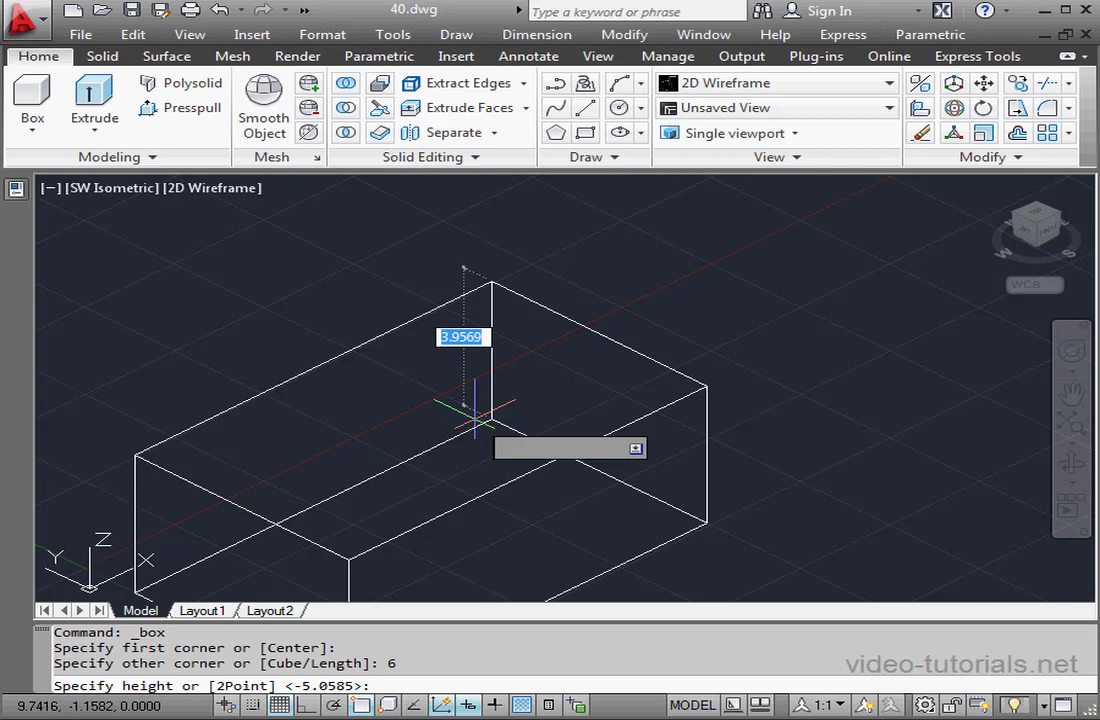 40.dwg
Type a keyword or phrase
Sign In
File Edit View Insert Format Tools Draw Dimension Modify Window Help Express Parametric
Home Solid Surface Mesh Render Parametric Insert Annotate View Manage Output Plug-ins Online Express Tools
Box
Extrude
Polysolid
Presspull
Smooth
Object
Extract Edges
Extrude Faces
Separate
2D Wireframe
Unsaved View
Single viewport
Modeling Mesh Solid Editing Draw View Modify
[−] [SW Isometric] [2D Wireframe]
W S
WCS
3.9569
Z
Y X
Model Layout1 Layout2
Command: _box
Specify first corner or [Center]:
Specify other corner or [Cube/Length]: 6
Specify height or [2Point] <-5.0585>:
video-tutorials.net
9.7416, -1.1582, 0.0000
MODEL
1:1